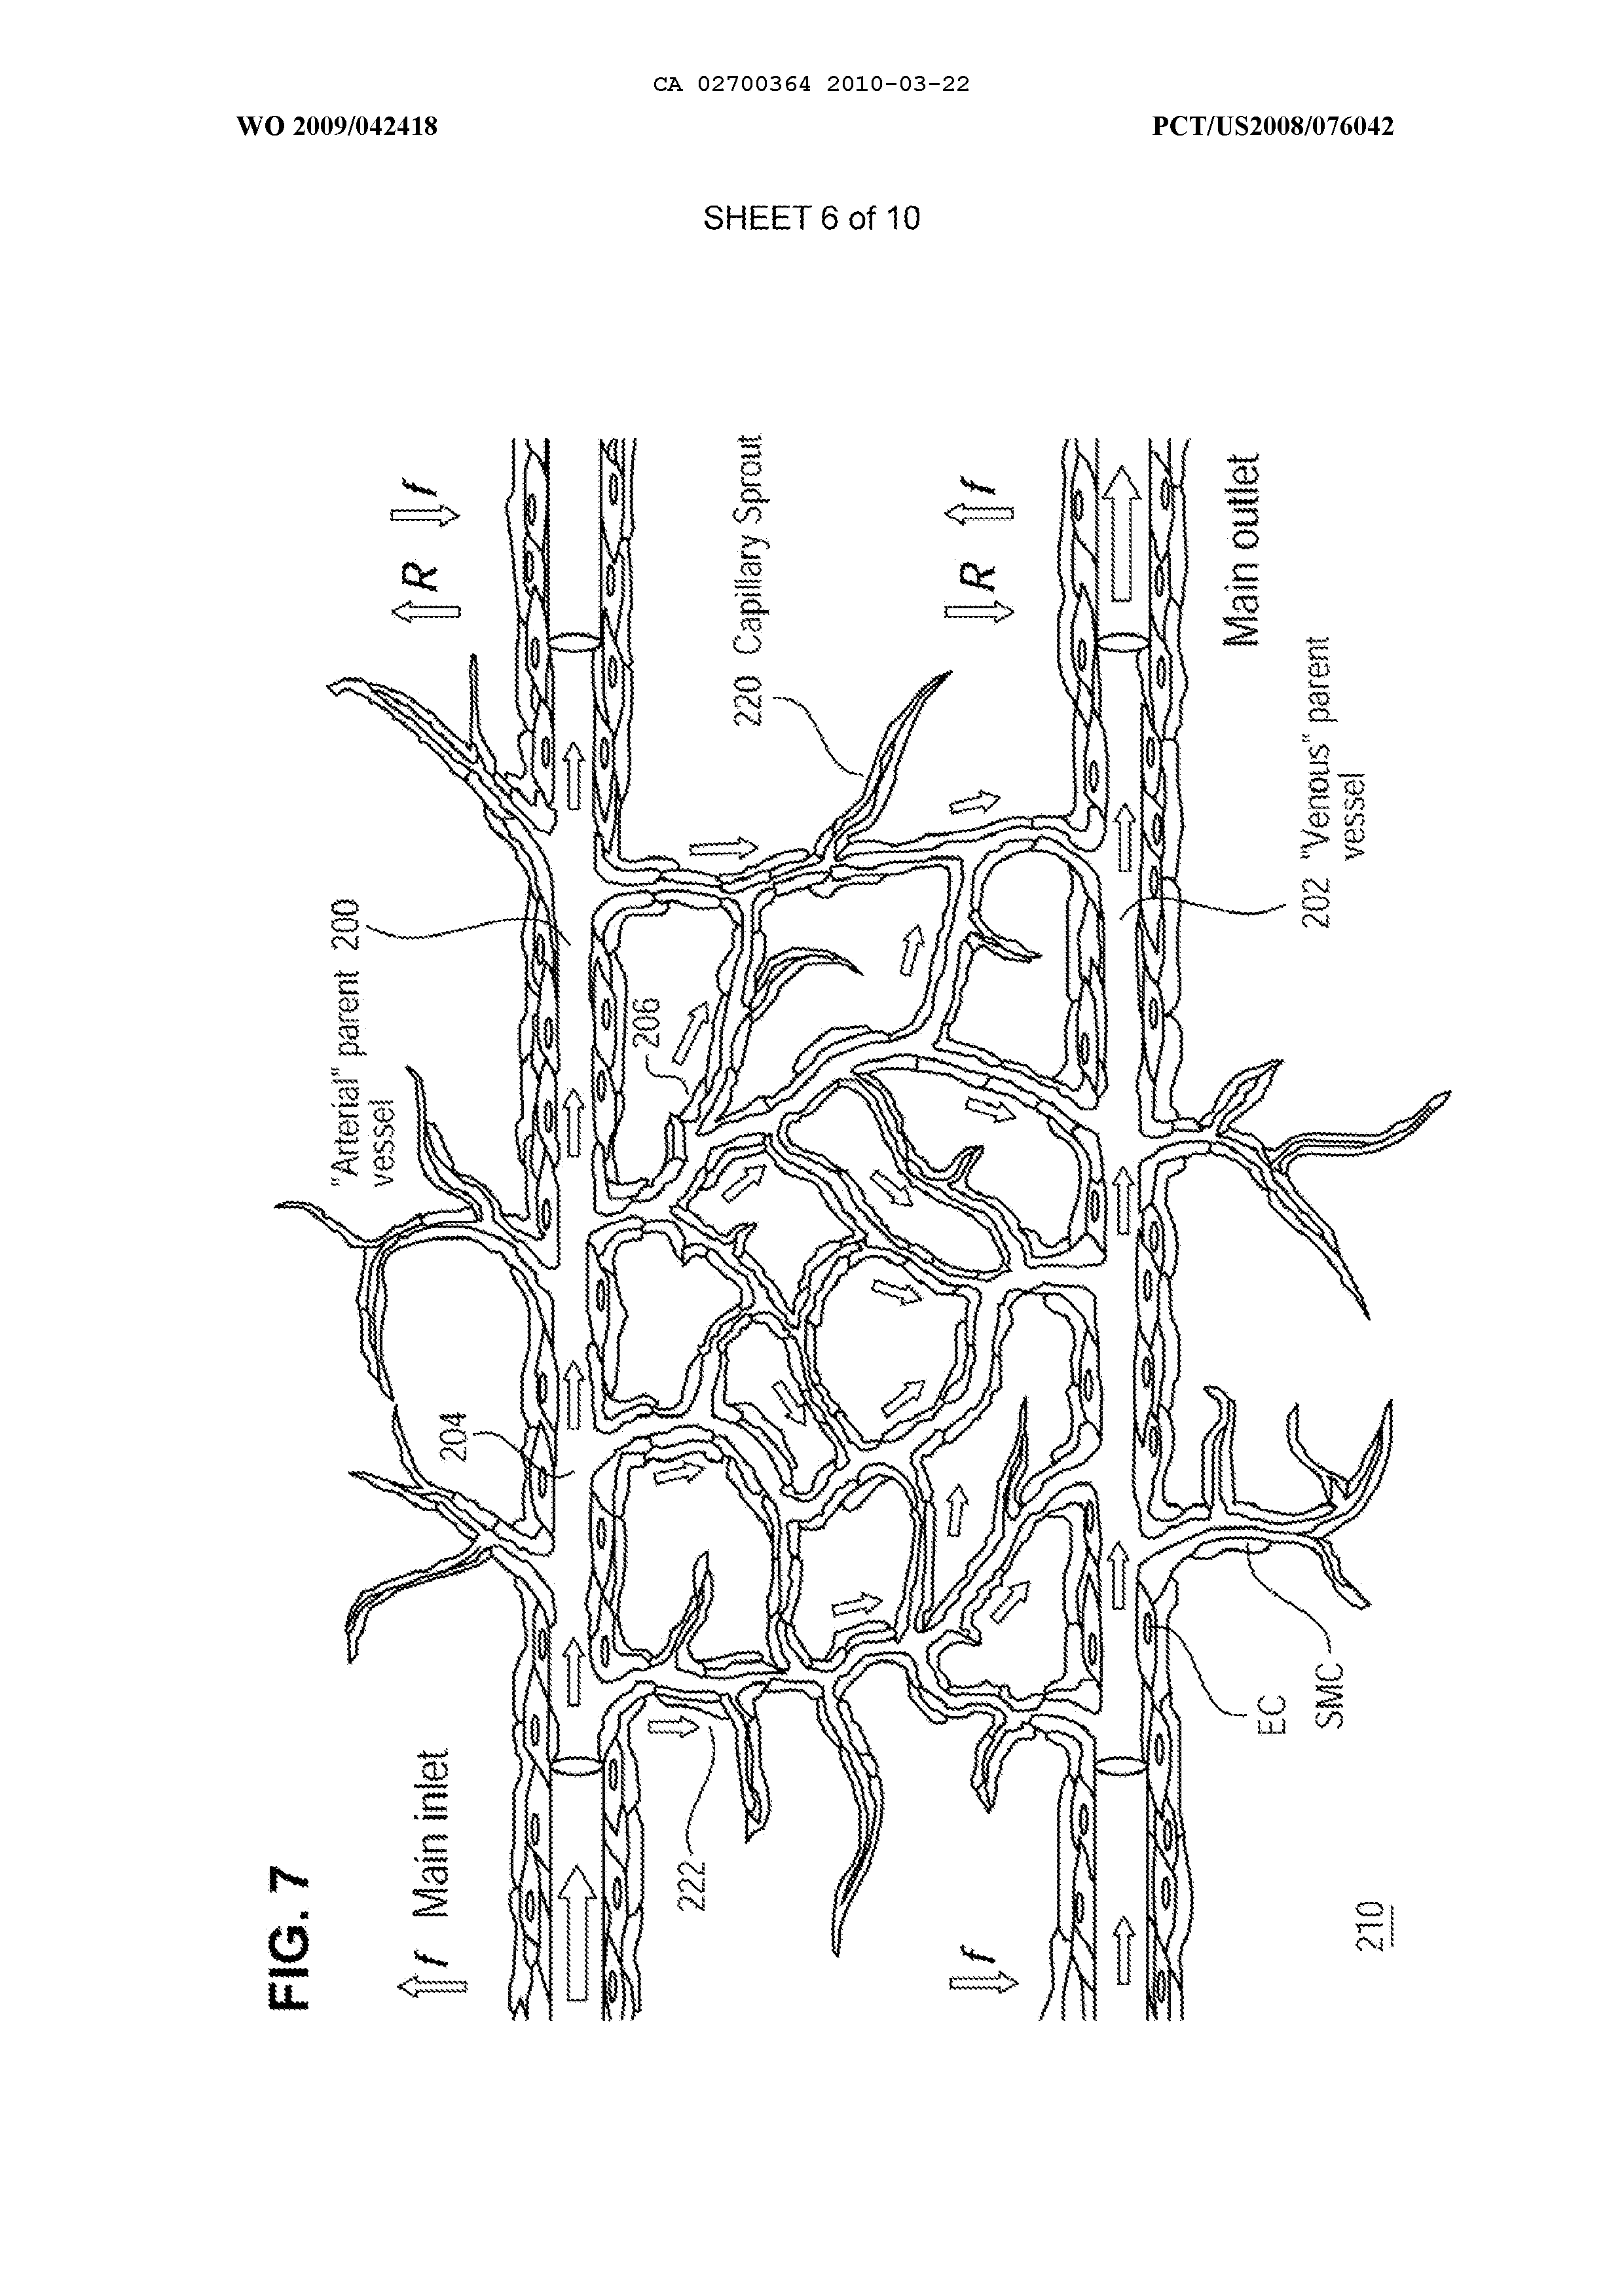 CA 02700364 2010-03-22
WO 2009/042418
PCT/US2008/076042
SHEET 6 of 10
FIG. 7
f Main inlet
204
"Arterial" parent 200
vessel
R f
222
206
220 Capillary Sprout
f
R f
EC
SMC
Main outlet
202 "Venous" parent
vessel
210